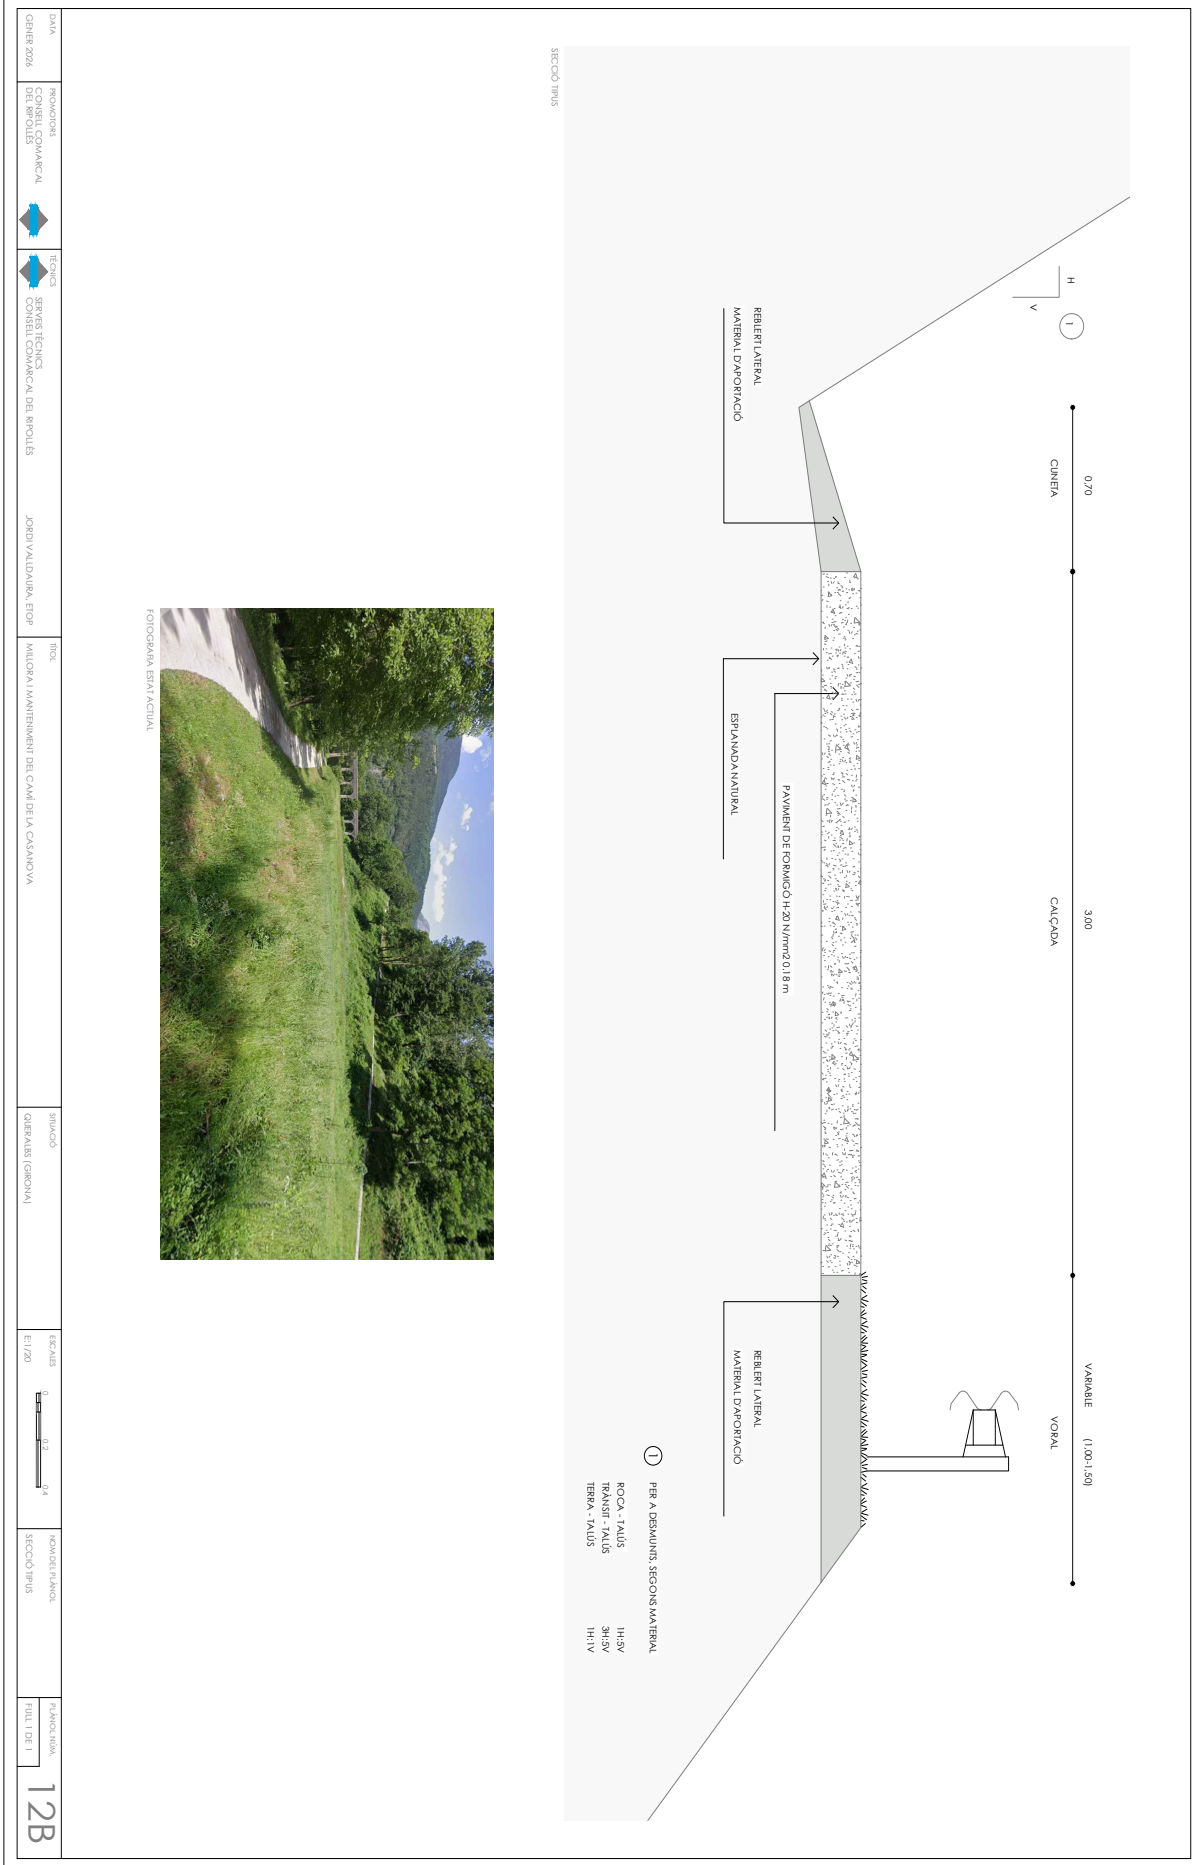 0.70
3.00
VARIABLE (1.00-1.50)
CUNETA
CALÇADA
VORAL
H
V
1
REBLERT LATERAL
MATERIAL D'APORTACIÓ
PAVIMENT DE FORMIGÓ H-20 N/mm2 0.18 m
ESPLANADA NATURAL
REBLERT LATERAL
MATERIAL D'APORTACIÓ
1 PER A DESMUNTS, SEGONS MATERIAL
ROCA - TALÚS 1H:5V
TRÀNSIT - TALÚS 3H:5V
TERRA - TALÚS 1H:1V
SECCIÓ TIPUS
FOTOGRAFIA ESTAT ACTUAL
DATA
GENER 2026
PROMOTORS
CONSELL COMARCAL
DEL RIPOLLÈS
TÈCNICS
SERVEIS TÈCNICS
CONSELL COMARCAL DEL RIPOLLÈS
JORDI VALLDAURA, ETOP
TÍTOL
MILLORA I MANTENIMENT DEL CAMÍ DE LA CASANOVA
SITUACIÓ
QUERALBS (GIRONA)
ESCALES
E:1/20
0 0.2 0.4
NOM DEL PLÀNOL
SECCIÓ TIPUS
PLÀNOL NÚM.
FULL 1 DE 1
12B